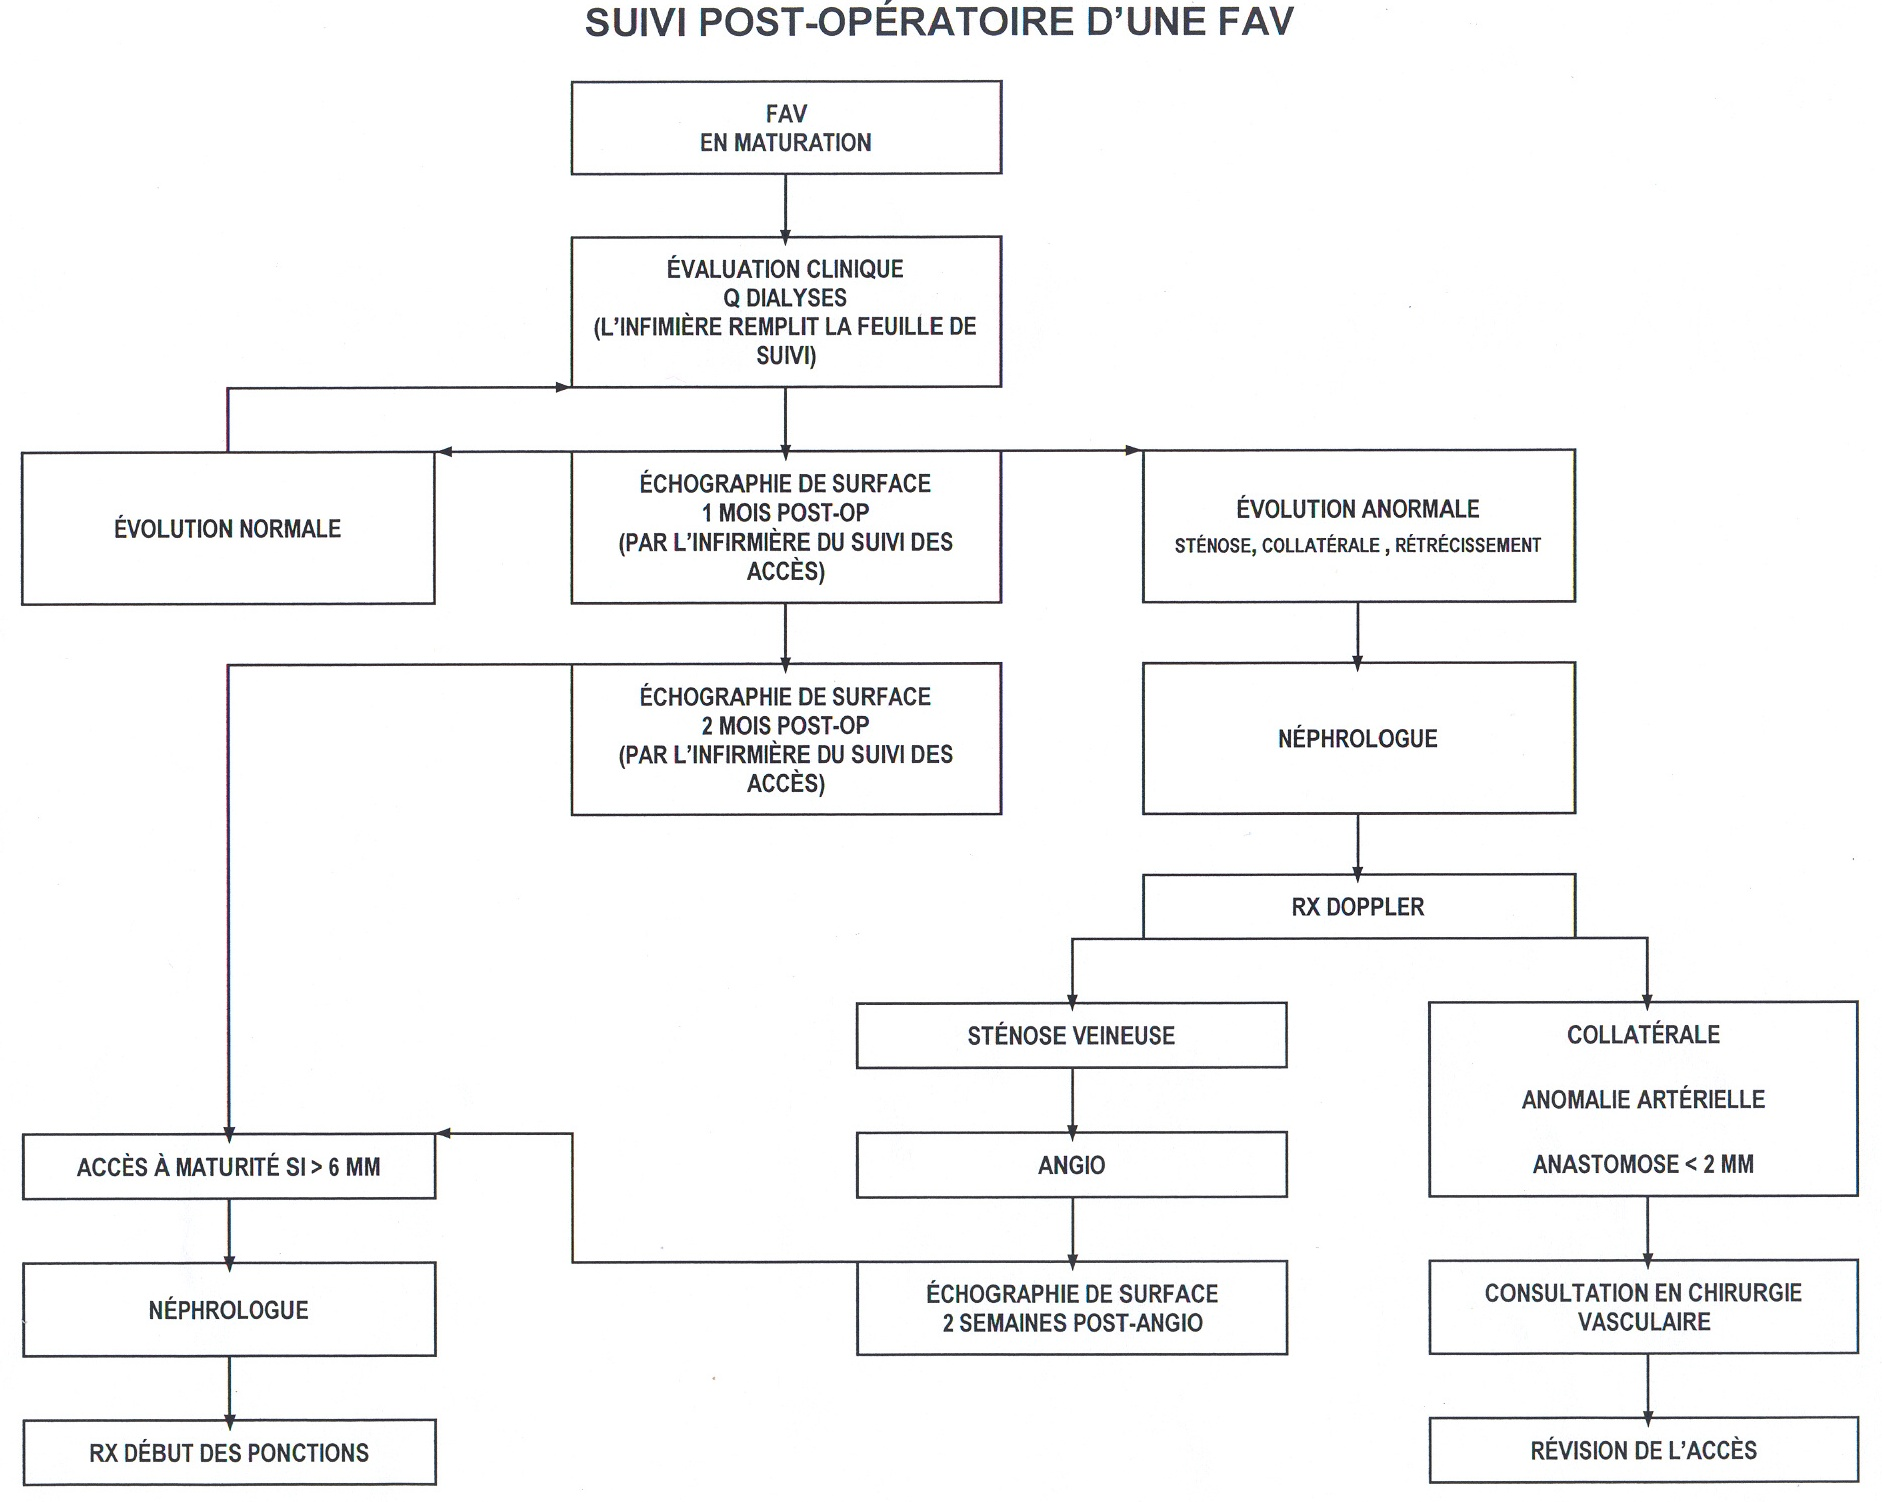 SUIVI POST-OPÉRATOIRE D’UNE FAV
FAV
EN MATURATION
ÉVALUATION CLINIQUE
Q DIALYSES
(L’INFIMIÈRE REMPLIT LA FEUILLE DE
SUIVI)
ÉVOLUTION NORMALE
ÉCHOGRAPHIE DE SURFACE
1 MOIS POST-OP
(PAR L’INFIRMIÈRE DU SUIVI DES
ACCÈS)
ÉVOLUTION ANORMALE
STÉNOSE, COLLATÉRALE , RÉTRÉCISSEMENT
ÉCHOGRAPHIE DE SURFACE
2 MOIS POST-OP
(PAR L’INFIRMIÈRE DU SUIVI DES
ACCÈS)
NÉPHROLOGUE
RX DOPPLER
STÉNOSE VEINEUSE
COLLATÉRALE
ANOMALIE ARTÉRIELLE
ANASTOMOSE < 2 MM
ACCÈS À MATURITÉ SI > 6 MM
ANGIO
NÉPHROLOGUE
ÉCHOGRAPHIE DE SURFACE
2 SEMAINES POST-ANGIO
CONSULTATION EN CHIRURGIE
VASCULAIRE
RX DÉBUT DES PONCTIONS
RÉVISION DE L’ACCÈS